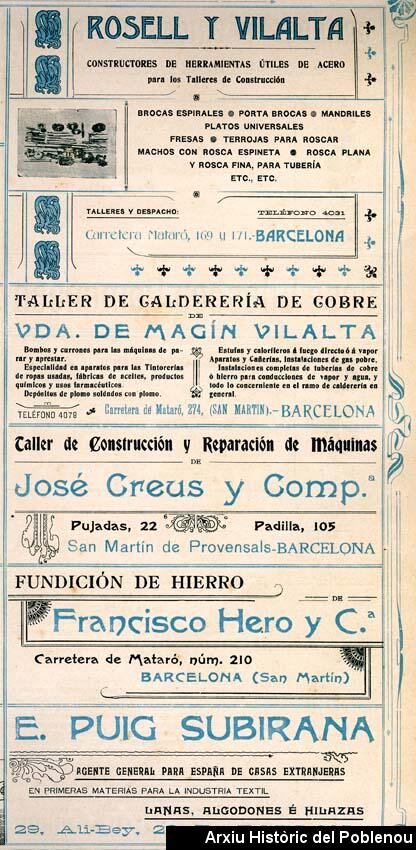 ROSELL Y VILALTA
CONSTRUCTORES DE HERRAMIENTAS ÚTILES DE ACERO
para los Talleres de Construcción
BROCAS ESPIRALES PORTA BROCAS MANDRILES
PLATOS UNIVERSALES
FRESAS TERROJAS PARA ROSCAR
MACHOS CON ROSCA ESPINETA ROSCA PLANA
Y ROSCA FINA, PARA TUBERÍA
ETC., ETC.
TALLERES Y DESPACHO:
TELÉFONO 4031
Carretera Mataró, 169 y 171.-BARCELONA
TALLER DE CALDERERÍA DE COBRE
DE
VDA. DE MAGÍN VILALTA
Bombos y currones para las máquinas de pa-
rar y aprestar.
Especialidad en aparatos para las Tintorerías
de ropas usadas, fábricas de aceites, productos
químicos y usos farmacéuticos.
Depósitos de plomo soldados con plomo.
Estufas y caloríferos á fuego directo ó á vapor
Aparatos y Cañerías, instalaciones de gas pobre.
Instalaciones completas de tuberías de cobre
ó hierro para conducciones de vapor y agua, y
todo lo concerniente en el ramo de calderería en
general.
TELÉFONO 4078
Carretera de Mataró, 274, (SAN MARTIN).-BARCELONA
Taller de Construcción y Reparación de Máquinas
DE
José Creus y Comp.ª
Pujadas, 22 Padilla, 105
San Martín de Provensals-BARCELONA
FUNDICIÓN DE HIERRO
DE
Francisco Hero y C.ª
Carretera de Mataró, núm. 210
BARCELONA (San Martín)
E. PUIG SUBIRANA
AGENTE GENERAL PARA ESPAÑA DE CASAS EXTRANJERAS
EN PRIMERAS MATERIAS PARA LA INDUSTRIA TEXTIL
LANAS, ALGODONES É HILAZAS
29, Ali-Bey, 2
Arxiu Històric del Poblenou